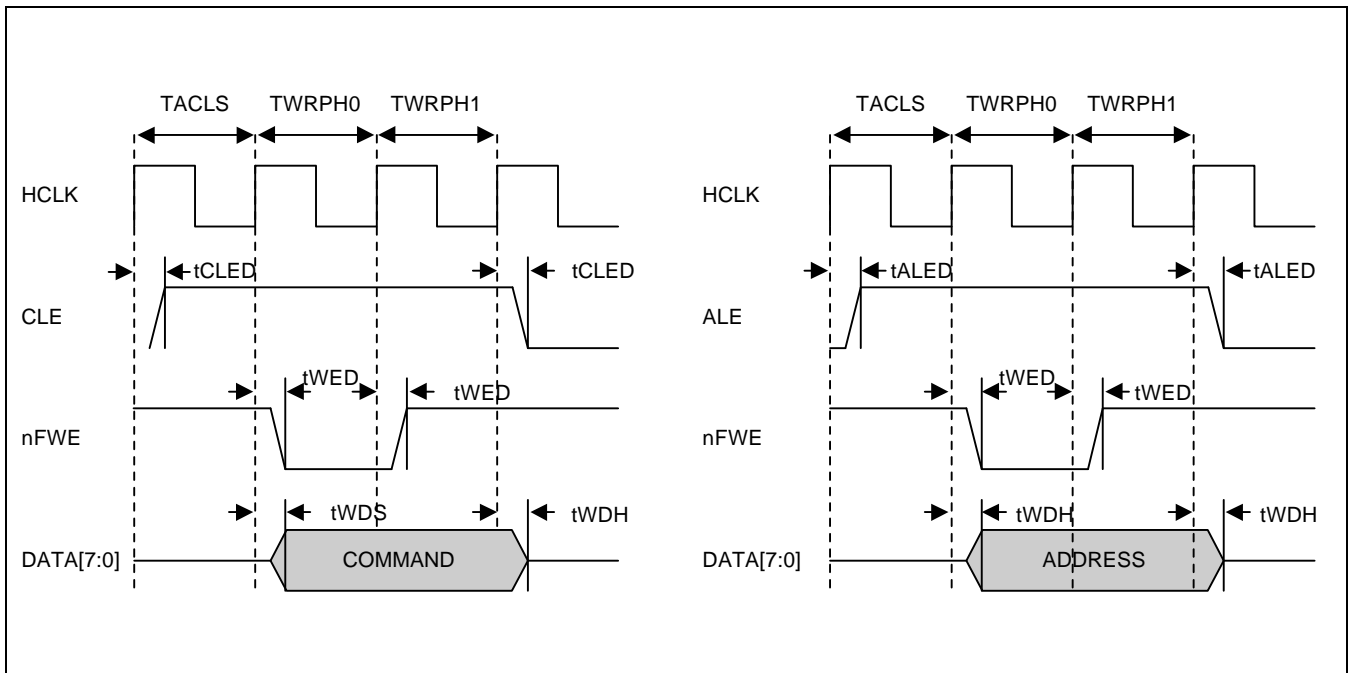 TACLS TWRPH0 TWRPH1
HCLK
tCLED tCLED
CLE
tWED tWED
nFWE
tWDS tWDH
DATA[7:0] COMMAND
TACLS TWRPH0 TWRPH1
HCLK
tALED tALED
ALE
tWED tWED
nFWE
tWDH tWDH
DATA[7:0] ADDRESS